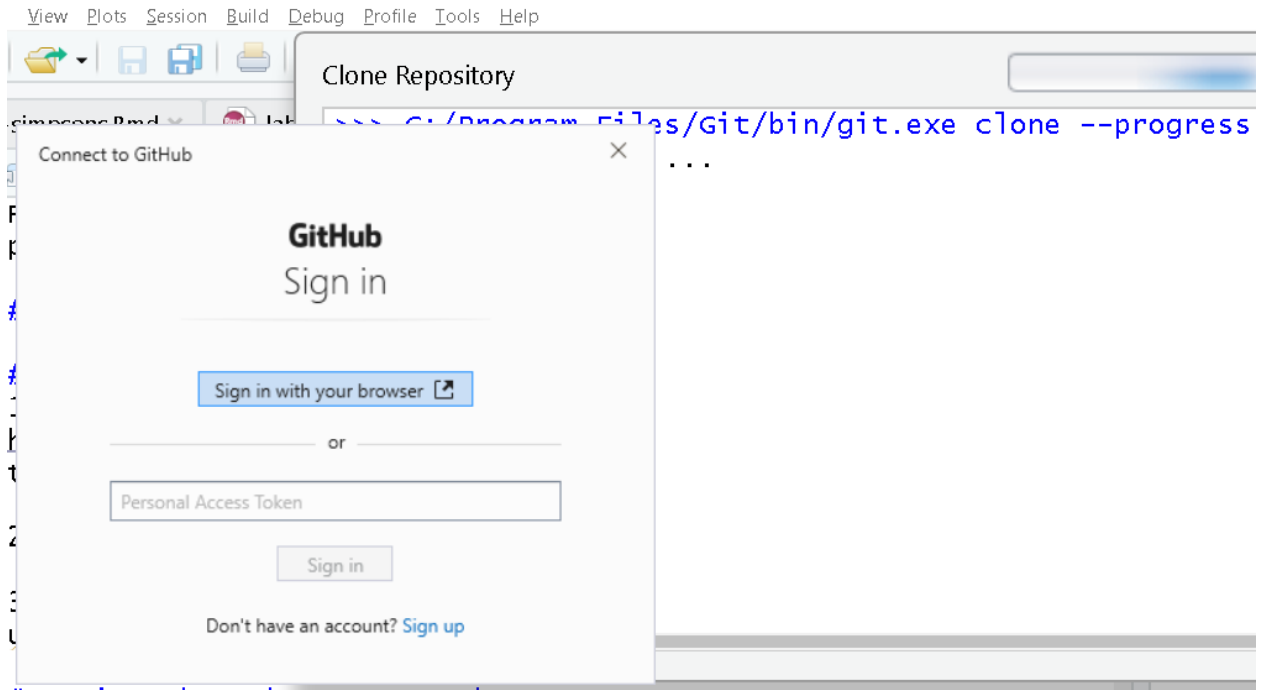 View Plots Session Build Debug Profile Tools Help
Clone Repository
>>> C:/Program Files/Git/bin/git.exe clone --progress
...
Connect to GitHub
GitHub
Sign in
Sign in with your browser
or
Personal Access Token
Sign in
Don't have an account? Sign up